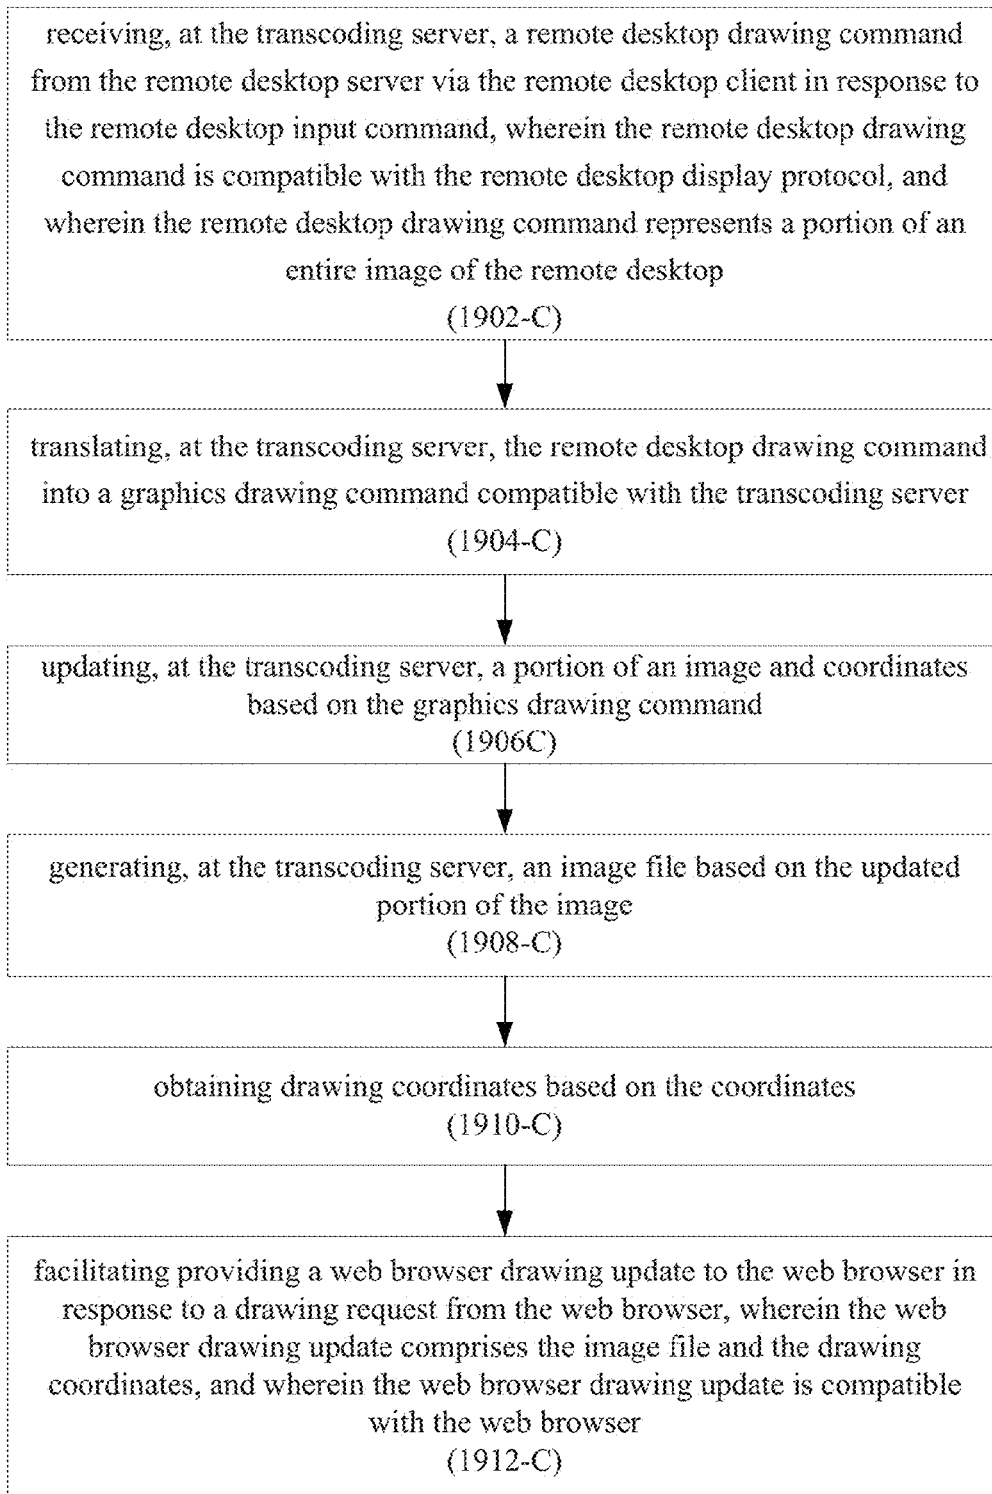 receiving, at the transcoding server, a remote desktop drawing command
from the remote desktop server via the remote desktop client in response to
the remote desktop input command, wherein the remote desktop drawing
command is compatible with the remote desktop display protocol, and
wherein the remote desktop drawing command represents a portion of an
entire image of the remote desktop
(1902-C)
translating, at the transcoding server, the remote desktop drawing command
into a graphics drawing command compatible with the transcoding server
(1904-C)
updating, at the transcoding server, a portion of an image and coordinates
based on the graphics drawing command
(1906C)
generating, at the transcoding server, an image file based on the updated
portion of the image
(1908-C)
obtaining drawing coordinates based on the coordinates
(1910-C)
facilitating providing a web browser drawing update to the web browser in
response to a drawing request from the web browser, wherein the web
browser drawing update comprises the image file and the drawing
coordinates, and wherein the web browser drawing update is compatible
with the web browser
(1912-C)